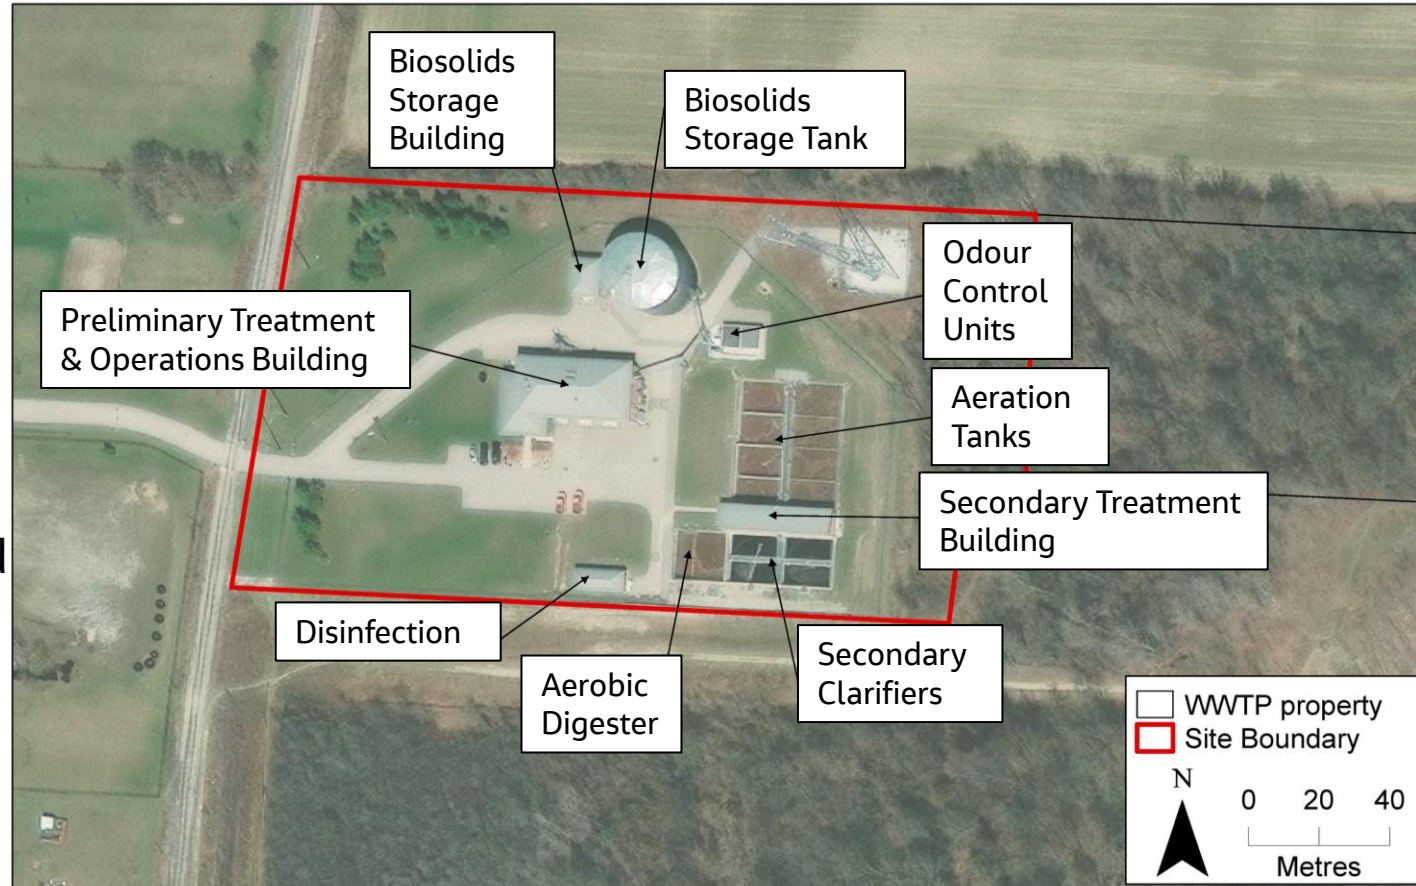 Biosolids
Storage
Building
Biosolids
Storage Tank
Odour
Control
Units
Preliminary Treatment
& Operations Building
Aeration
Tanks
Secondary Treatment
Building
Disinfection
Aerobic
Digester
Secondary
Clarifiers
WWTP property
Site Boundary
N
0 20 40
Metres